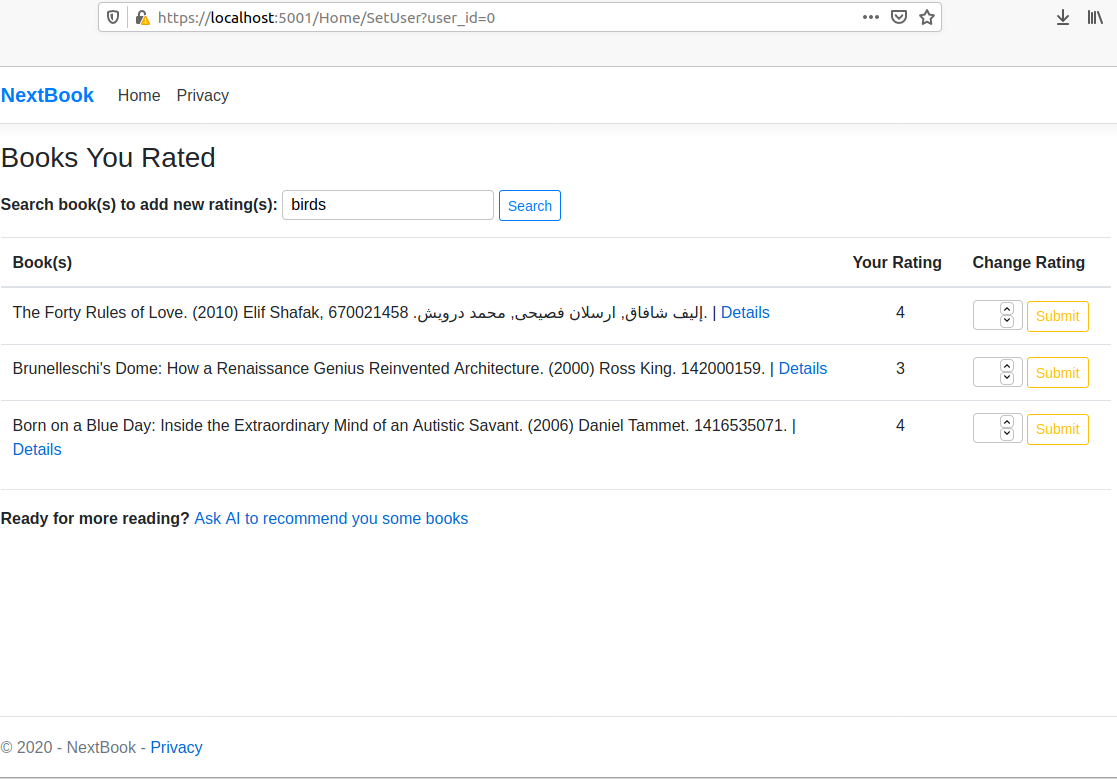 https://localhost:5001/Home/SetUser?user_id=0
NextBook Home Privacy
Books You Rated
Search book(s) to add new rating(s): birds Search
Book(s) Your Rating Change Rating
The Forty Rules of Love. (2010) Elif Shafak, إليف شافاق, ارسلان فصیحی, محمد درويش. 670021458. | Details 4 Submit
Brunelleschi's Dome: How a Renaissance Genius Reinvented Architecture. (2000) Ross King. 142000159. | Details 3 Submit
Born on a Blue Day: Inside the Extraordinary Mind of an Autistic Savant. (2006) Daniel Tammet. 1416535071. | 4 Submit
Details
Ready for more reading? Ask AI to recommend you some books
© 2020 - NextBook - Privacy